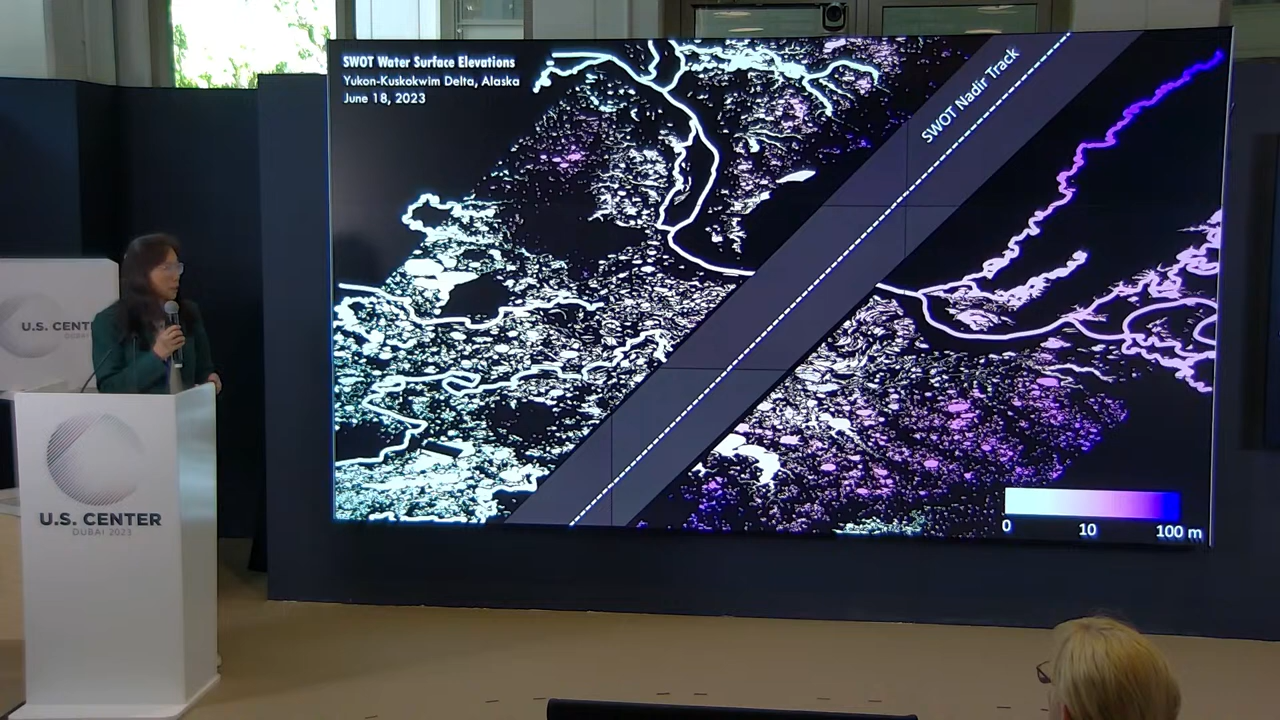 SWOT Water Surface Elevations
Yukon-Kuskokwim Delta, Alaska
June 18, 2023
SWOT Nadir Track
0 10 100 m
U.S. CENT
U.S. CENTER
DUBAI 2023